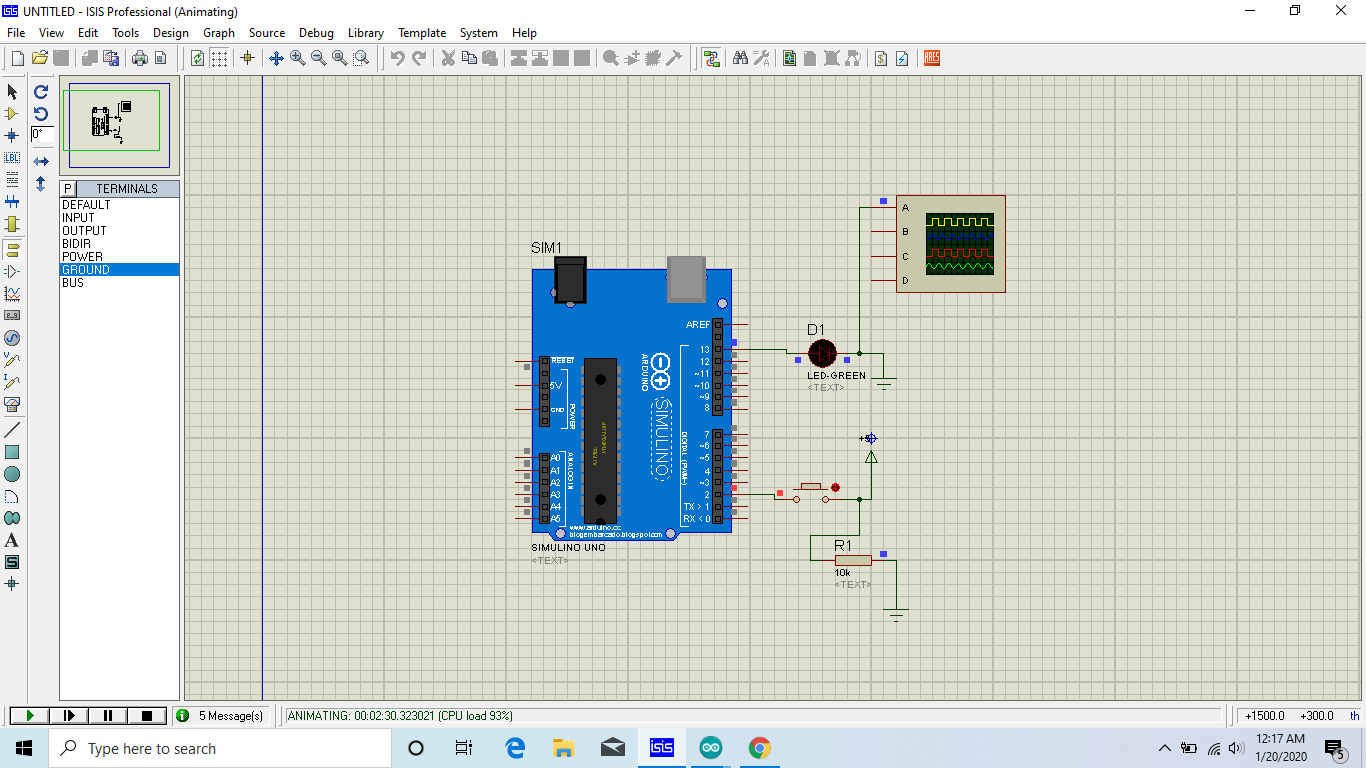 UNTITLED - ISIS Professional (Animating)
File View Edit Tools Design Graph Source Debug Library Template System Help
0°
LBL
P TERMINALS
DEFAULT
INPUT
OUTPUT
BIDIR
POWER
GROUND
BUS
A
S
SIM1
A
B
C
D
AREF
RESET
5V
GND
POWER
13
12
~11
~10
~9
8
ARDUINO
SIMULINO
DIGITAL (PWM~)
7
~6
~5
4
~3
2
TX > 1
RX < 0
ANALOG IN
A0
A1
A2
A3
A4
A5
www.arduino.cc
blogembarcado.blogspot.com
SIMULINO UNO
<TEXT>
D1
LED-GREEN
<TEXT>
R1
10k
<TEXT>
ARES
5 Message(s)
ANIMATING: 00:02:30.323021 (CPU load 93%)
+1500.0 +300.0 th
Type here to search
isis
12:17 AM
1/20/2020
5